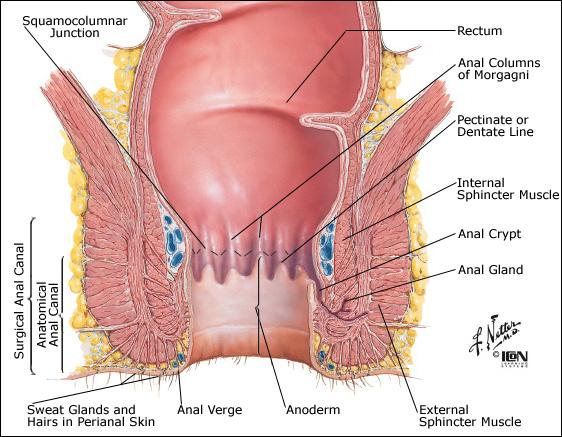 Squamocolumnar
Junction
Rectum
Anal Columns
of Morgagni
Pectinate or
Dentate Line
Internal
Sphincter Muscle
Anal Crypt
Anal Gland
Surgical Anal Canal
Anatomical
Anal Canal
F. Netter
M.D.
© ICON
LEARNING
SYSTEMS
Sweat Glands and
Hairs in Perianal Skin
Anal Verge
Anoderm
External
Sphincter Muscle